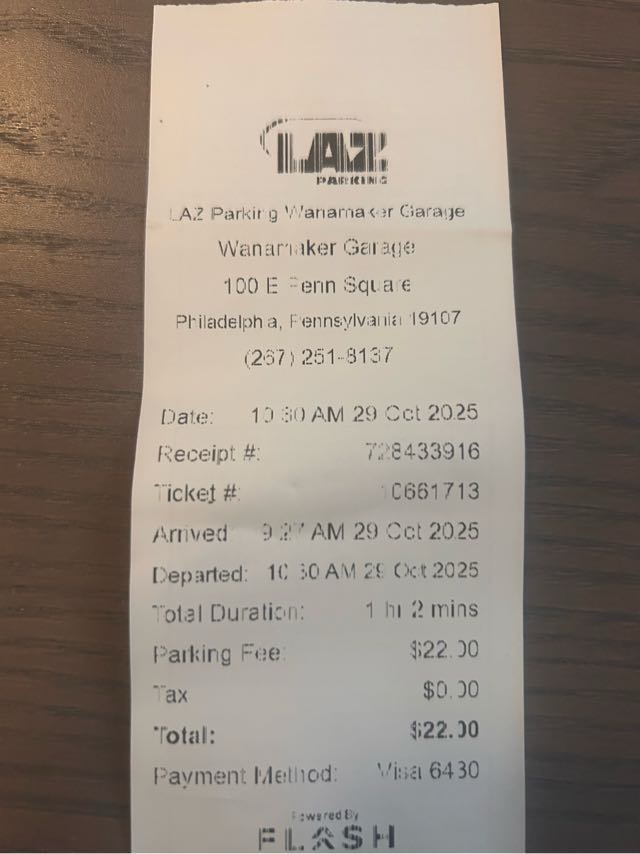 LAZ
PARKING
LAZ Parking Wanamaker Garage
Wanamaker Garage
100 E Penn Square
Philadelphia, Pennsylvania 19107
(267) 251-8137
Date: 10:30 AM 29 Oct 2025
Receipt #: 728433916
Ticket #: 10661713
Arrived 9:27 AM 29 Oct 2025
Departed: 10:30 AM 29 Oct 2025
Total Duration: 1 hr 2 mins
Parking Fee: $22.00
Tax $0.00
Total: $22.00
Payment Method: Visa 6430
Powered By
FLASH